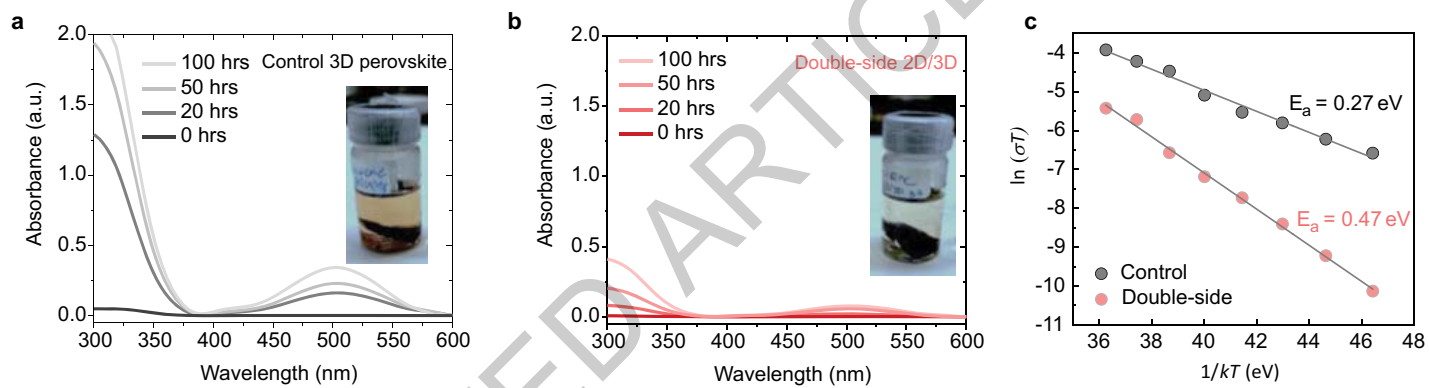 a
2.0
1.5
1.0
0.5
0.0
Absorbance (a.u.)
100 hrs
50 hrs
20 hrs
0 hrs
Control 3D perovskite
300 350 400 450 500 550 600
Wavelength (nm)
b
2.0
1.5
1.0
0.5
0.0
Absorbance (a.u.)
100 hrs
50 hrs
20 hrs
0 hrs
Double-side 2D/3D
300 350 400 450 500 550 600
Wavelength (nm)
c
-4
-5
-6
-7
-8
-9
-10
-11
ln (σT)
Eₐ = 0.27 eV
Eₐ = 0.47 eV
Control
Double-side
36 38 40 42 44 46 48
1/kT (eV)
ED ARTICLE